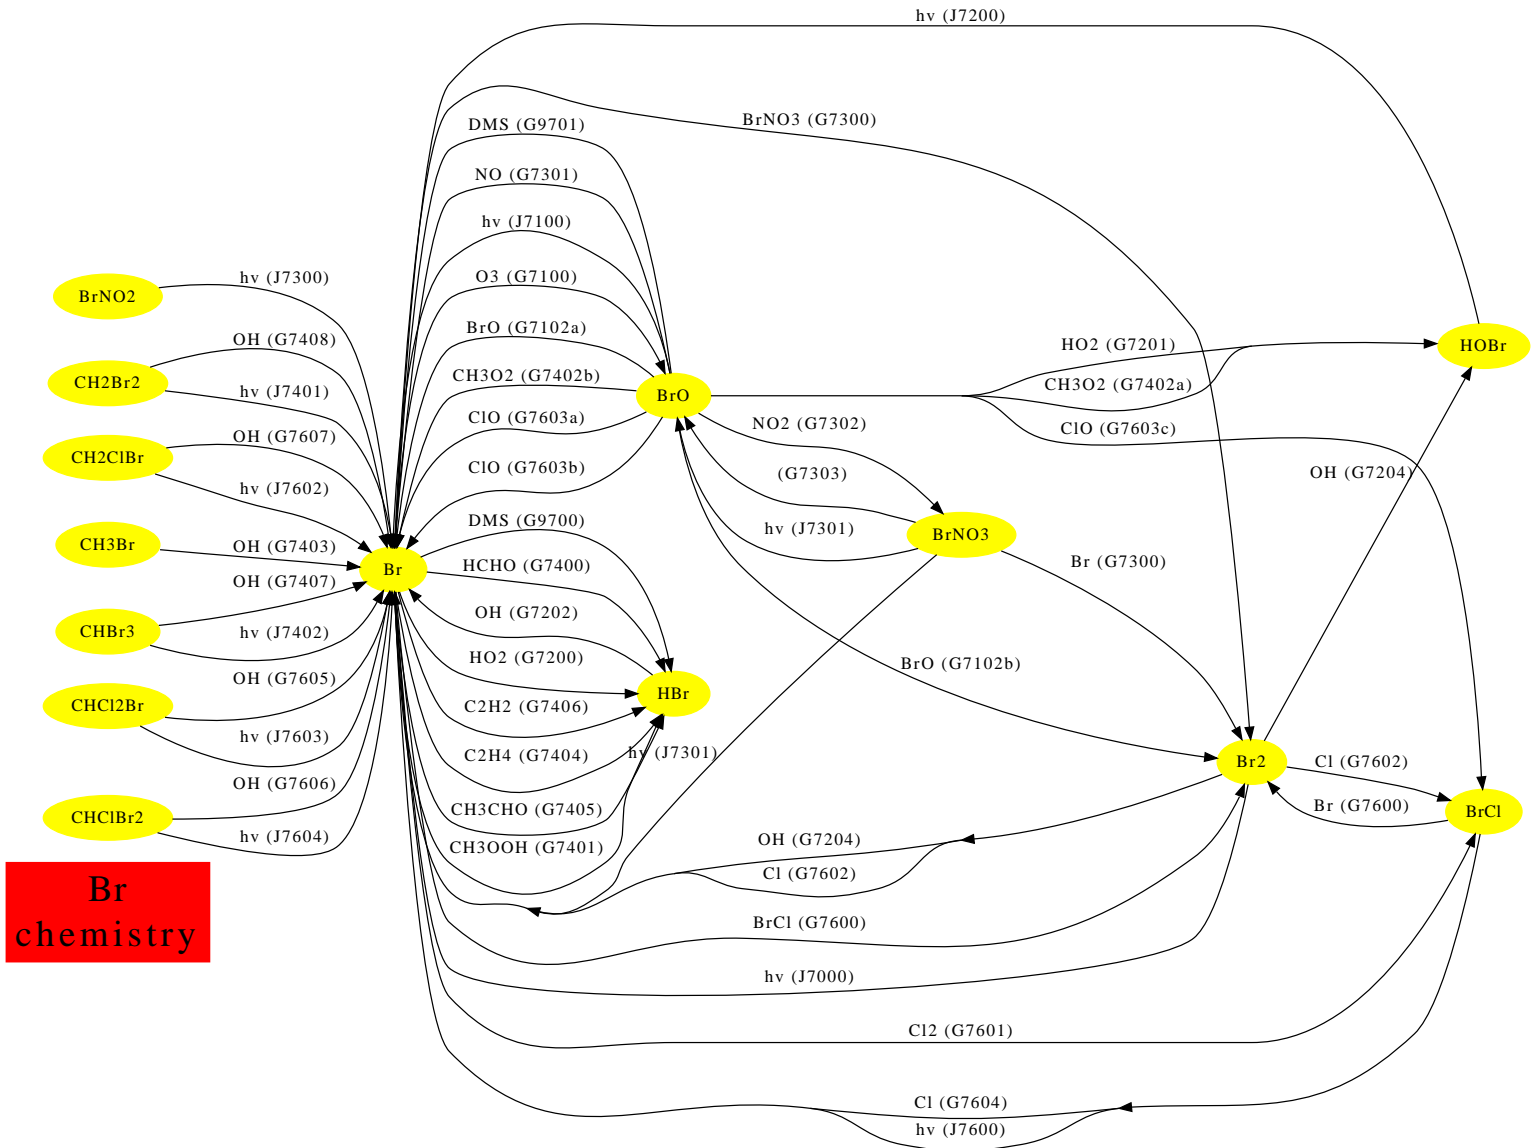 hv (J7200)
BrNO3 (G7300)
DMS (G9701)
NO (G7301)
hv (J7100)
O3 (G7100)
BrO (G7102a)
CH3O2 (G7402b)
ClO (G7603a)
ClO (G7603b)
DMS (G9700)
HCHO (G7400)
OH (G7202)
HO2 (G7200)
C2H2 (G7406)
C2H4 (G7404)
CH3CHO (G7405)
CH3OOH (G7401)
BrNO2
hv (J7300)
CH2Br2
OH (G7408)
hv (J7401)
CH2ClBr
OH (G7607)
hv (J7602)
CH3Br
OH (G7403)
CHBr3
OH (G7407)
hv (J7402)
CHCl2Br
OH (G7605)
hv (J7603)
CHClBr2
OH (G7606)
hv (J7604)
Br
BrO
HBr
HO2 (G7201)
CH3O2 (G7402a)
ClO (G7603c)
NO2 (G7302)
(G7303)
hv (J7301)
BrNO3
Br (G7300)
BrO (G7102b)
hv (J7301)
HOBr
OH (G7204)
Br2
Cl (G7602)
Br (G7600)
BrCl
OH (G7204)
Cl (G7602)
BrCl (G7600)
hv (J7000)
Cl2 (G7601)
Cl (G7604)
hv (J7600)
Br
chemistry